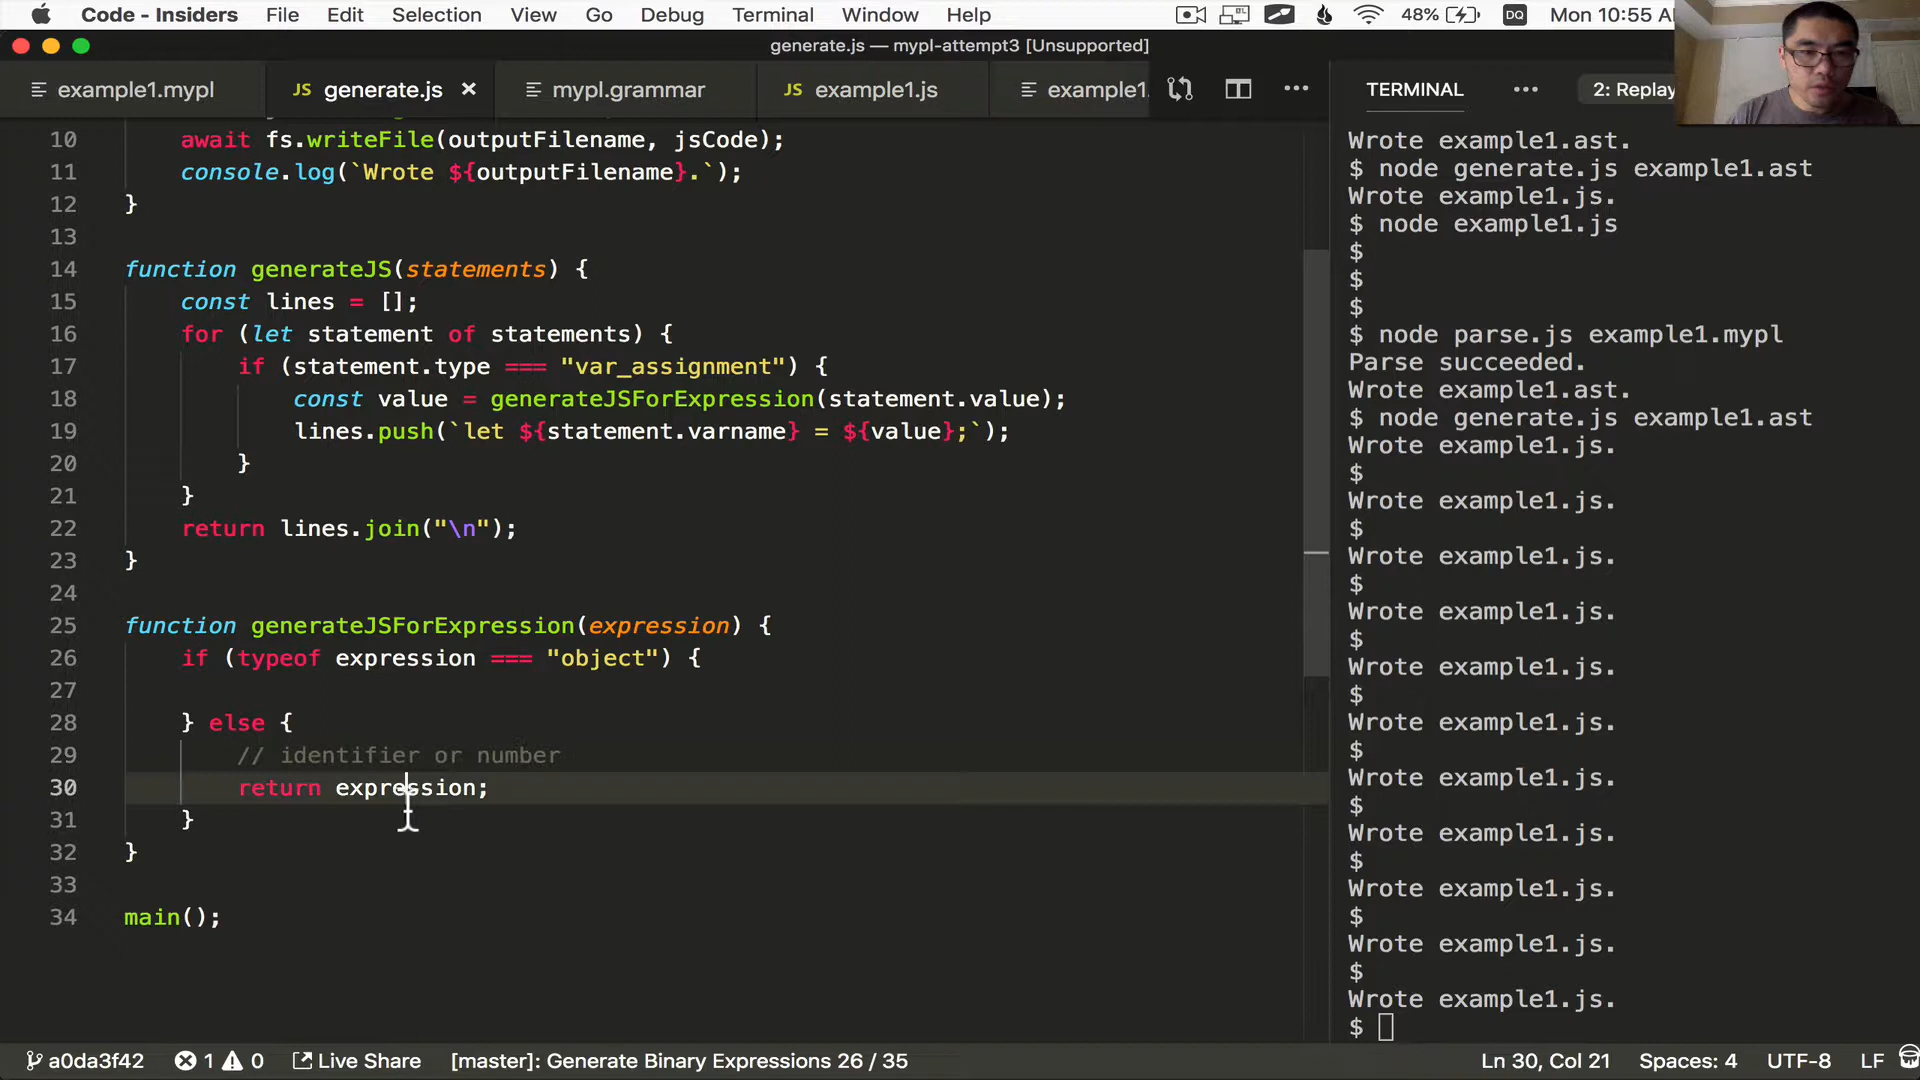 Code - Insiders File Edit Selection View Go Debug Terminal Window Help 48% DQ Mon 10:55
generate.js — mypl-attempt3 [Unsupported]
example1.mypl JS generate.js × mypl.grammar JS example1.js example1. ••• TERMINAL ••• 2: Replay
10 await fs.writeFile(outputFilename, jsCode);
11 console.log(`Wrote ${outputFilename}.`);
12 }
13
14 function generateJS(statements) {
15 const lines = [];
16 for (let statement of statements) {
17 if (statement.type === "var_assignment") {
18 const value = generateJSForExpression(statement.value);
19 lines.push(`let ${statement.varname} = ${value};`);
20 }
21 }
22 return lines.join("\n");
23 }
24
25 function generateJSForExpression(expression) {
26 if (typeof expression === "object") {
27
28 } else {
29 // identifier or number
30 return expression;
31 }
32 }
33
34 main();
Wrote example1.ast.
$ node generate.js example1.ast
Wrote example1.js.
$ node example1.js
$
$
$
$ node parse.js example1.mypl
Parse succeeded.
Wrote example1.ast.
$ node generate.js example1.ast
Wrote example1.js.
$
Wrote example1.js.
$
Wrote example1.js.
$
Wrote example1.js.
$
Wrote example1.js.
$
Wrote example1.js.
$
Wrote example1.js.
$
Wrote example1.js.
$
Wrote example1.js.
$
Wrote example1.js.
$
Wrote example1.js.
$
a0da3f42 1 0 Live Share [master]: Generate Binary Expressions 26 / 35 Ln 30, Col 21 Spaces: 4 UTF-8 LF